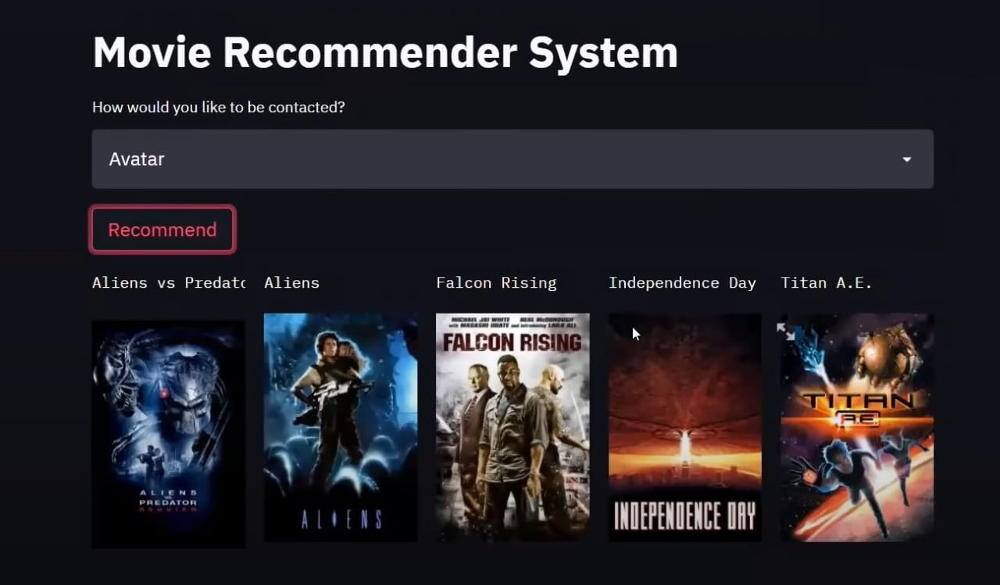 Movie Recommender System
How would you like to be contacted?
Avatar
Recommend
Aliens vs Predato
Aliens
Falcon Rising
Independence Day
Titan A.E.
ALIENS
VS
PREDATOR
REQUIEM
ALIENS
MICHAEL JAI WHITE NEAL McDONOUGH
with MASASHI ODATE and introducing LAILA ALI
FALCON RISING
INDEPENDENCE DAY
TITAN
A.E.